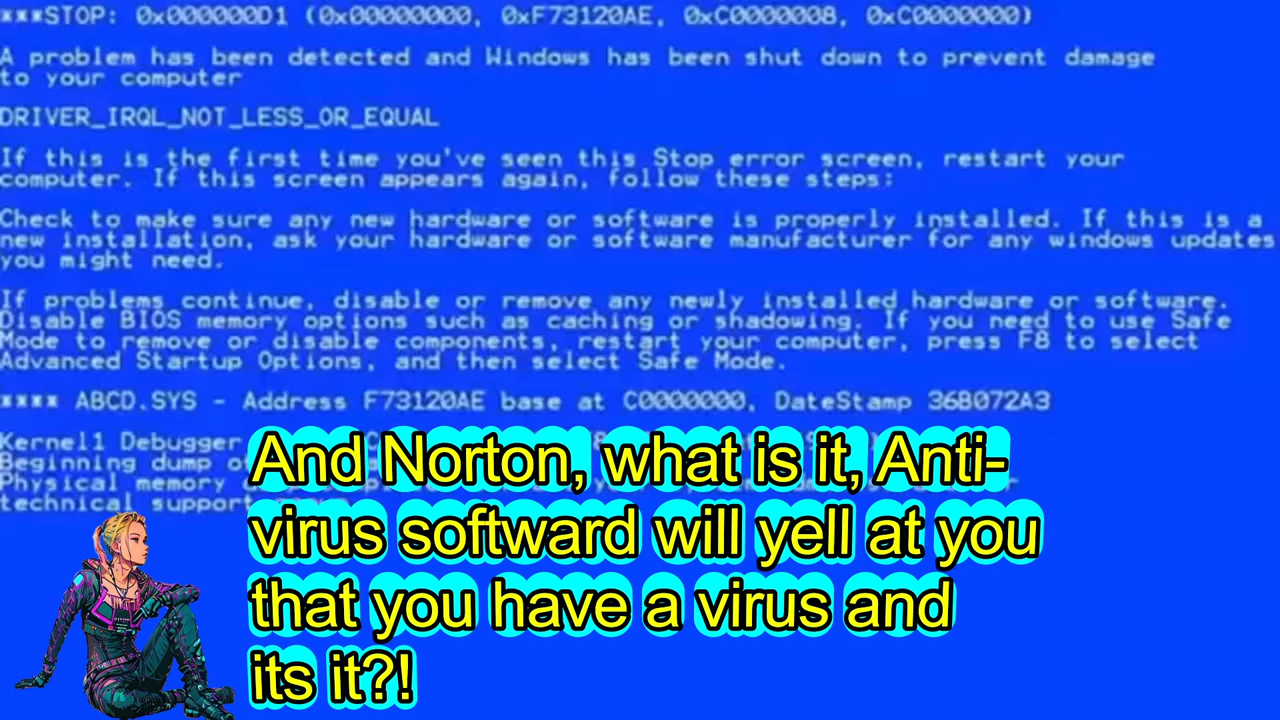 ***STOP: 0x000000D1 (0x00000000, 0xF73120AE, 0xC0000008, 0xC0000000)
A problem has been detected and Windows has been shut down to prevent damage
to your computer
DRIVER_IRQL_NOT_LESS_OR_EQUAL
If this is the first time you've seen this Stop error screen, restart your
computer. If this screen appears again, follow these steps:
Check to make sure any new hardware or software is properly installed. If this is a
new installation, ask your hardware or software manufacturer for any windows updates
you might need.
If problems continue, disable or remove any newly installed hardware or software.
Disable BIOS memory options such as caching or shadowing. If you need to use Safe
Mode to remove or disable components, restart your computer, press F8 to select
Advanced Startup Options, and then select Safe Mode.
**** ABCD.SYS - Address F73120AE base at C0000000, DateStamp 36B072A3
Kernel1 Debugger
Beginning dump of
Physical memory
technical support
And Norton, what is it, Anti-
virus softward will yell at you
that you have a virus and
its it?!